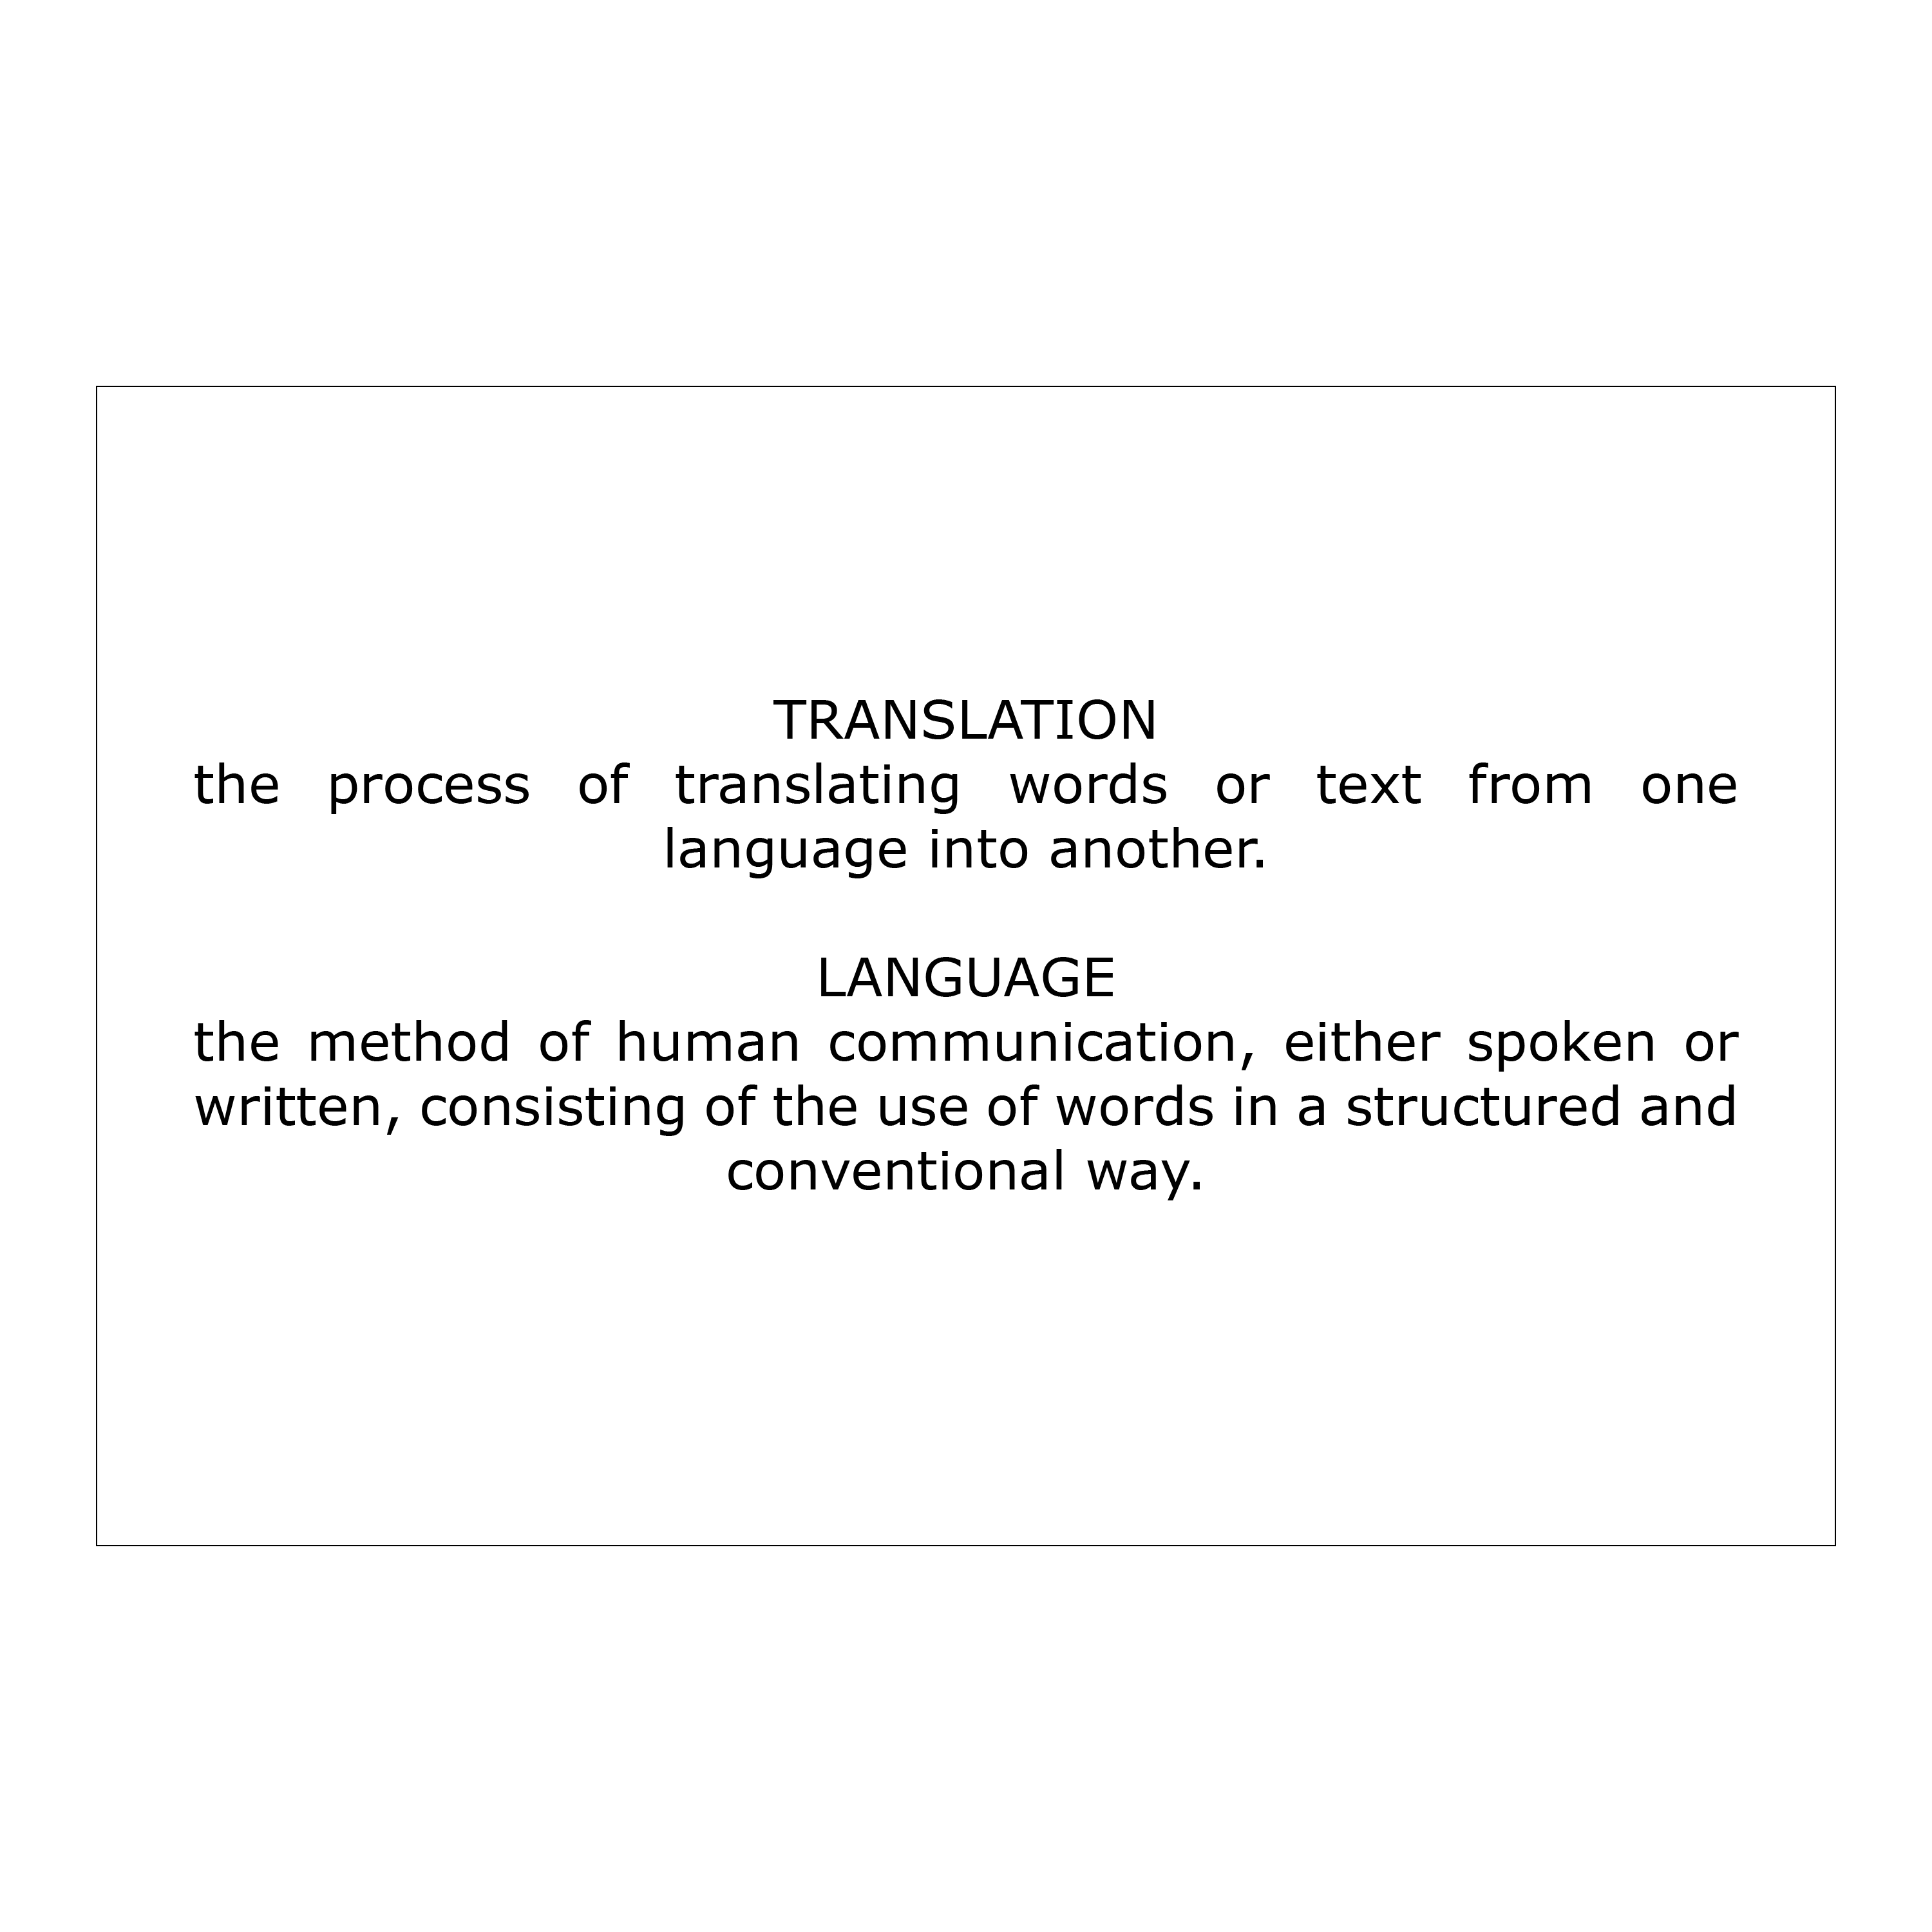 TRANSLATION
the process of translating words or text from one
language into another.
LANGUAGE
the method of human communication, either spoken or
written, consisting of the use of words in a structured and
conventional way.